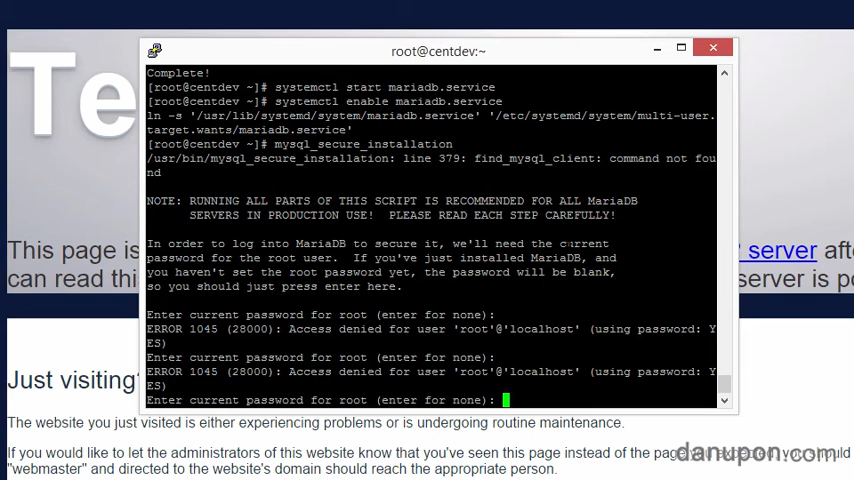 root@centdev:~
Te
Complete!
[root@centdev ~]# systemctl start mariadb.service
[root@centdev ~]# systemctl enable mariadb.service
ln -s '/usr/lib/systemd/system/mariadb.service' '/etc/systemd/system/multi-user.
target.wants/mariadb.service'
[root@centdev ~]# mysql_secure_installation
/usr/bin/mysql_secure_installation: line 379: find_mysql_client: command not fou
nd
NOTE: RUNNING ALL PARTS OF THIS SCRIPT IS RECOMMENDED FOR ALL MariaDB
SERVERS IN PRODUCTION USE! PLEASE READ EACH STEP CAREFULLY!
In order to log into MariaDB to secure it, we'll need the current
password for the root user. If you've just installed MariaDB, and
you haven't set the root password yet, the password will be blank,
so you should just press enter here.
Enter current password for root (enter for none):
ERROR 1045 (28000): Access denied for user 'root'@'localhost' (using password: Y
ES)
Enter current password for root (enter for none):
ERROR 1045 (28000): Access denied for user 'root'@'localhost' (using password: Y
ES)
Enter current password for root (enter for none):
This page is server afte
can read this server is po
Just visiting?
The website you just visited is either experiencing problems or is undergoing routine maintenance.
If you would like to let the administrators of this website know that you've seen this page instead of the page you should
"webmaster" and directed to the website's domain should reach the appropriate person.
danupon.com